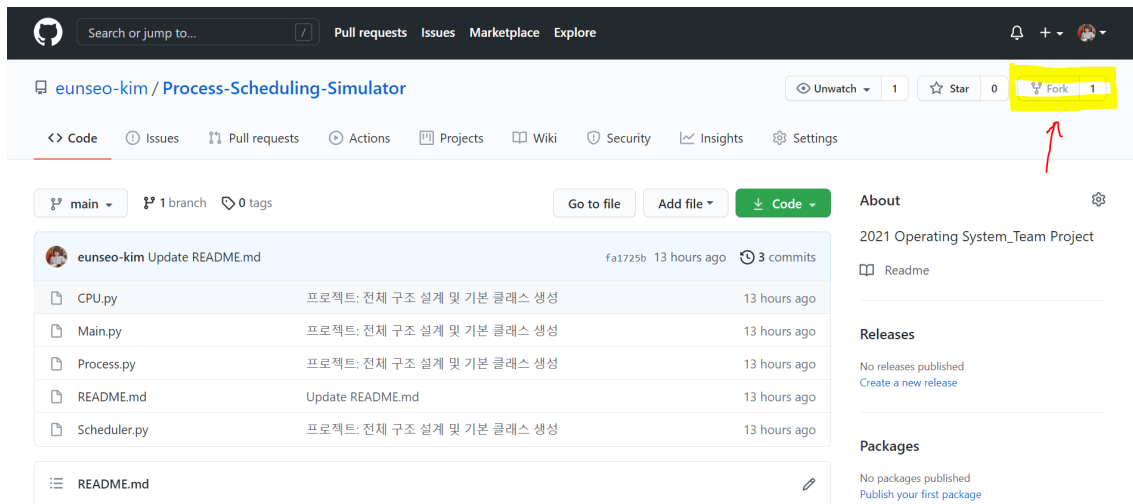 Search or jump to... / Pull requests Issues Marketplace Explore
eunseo-kim / Process-Scheduling-Simulator Unwatch 1 Star 0 Fork 1
Code Issues Pull requests Actions Projects Wiki Security Insights Settings
main 1 branch 0 tags Go to file Add file Code
eunseo-kim Update README.md fa1725b 13 hours ago 3 commits
CPU.py 프로젝트: 전체 구조 설계 및 기본 클래스 생성 13 hours ago
Main.py 프로젝트: 전체 구조 설계 및 기본 클래스 생성 13 hours ago
Process.py 프로젝트: 전체 구조 설계 및 기본 클래스 생성 13 hours ago
README.md Update README.md 13 hours ago
Scheduler.py 프로젝트: 전체 구조 설계 및 기본 클래스 생성 13 hours ago
README.md
About
2021 Operating System_Team Project
Readme
Releases
No releases published
Create a new release
Packages
No packages published
Publish your first package